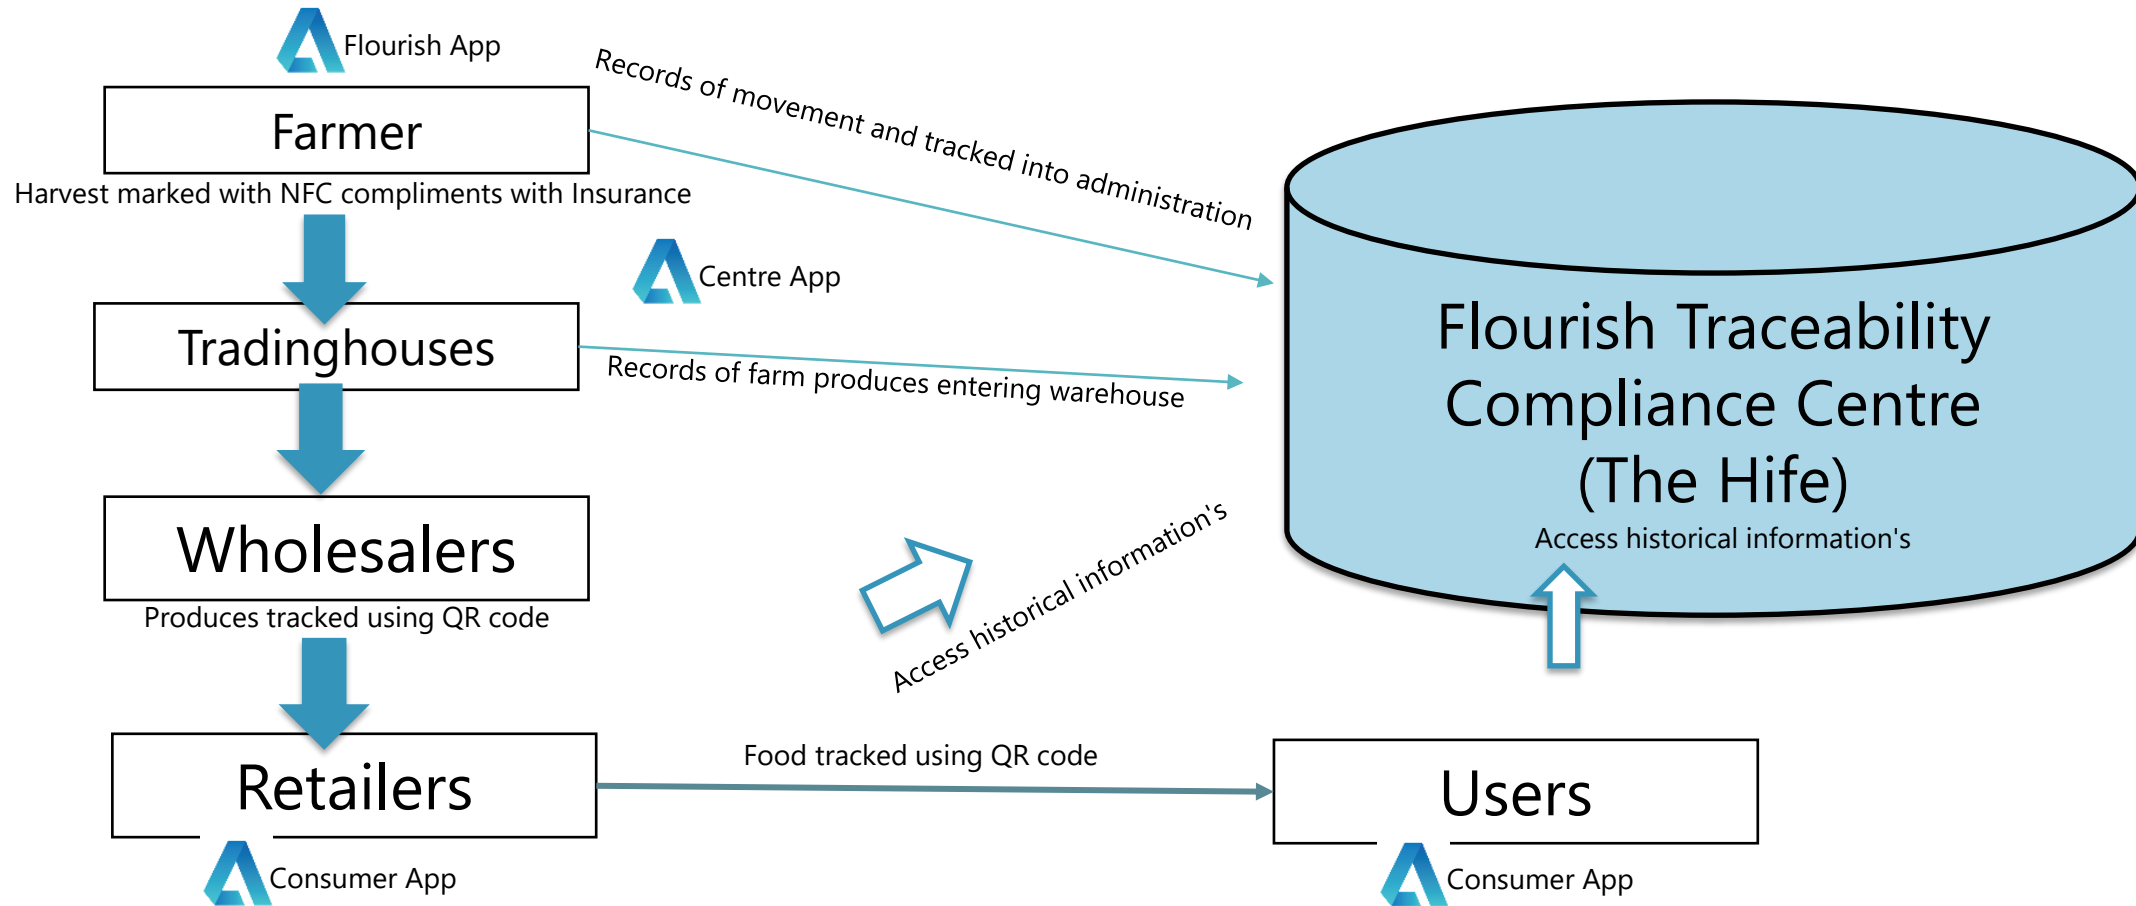 Flourish App
Farmer
Records of movement and tracked into administration
Harvest marked with NFC compliments with Insurance
Centre App
Tradinghouses
Records of farm produces entering warehouse
Flourish Traceability
Compliance Centre
(The Hife)
Access historical information's
Wholesalers
Produces tracked using QR code
Access historical information's
Retailers
Food tracked using QR code
Users
Consumer App
Consumer App